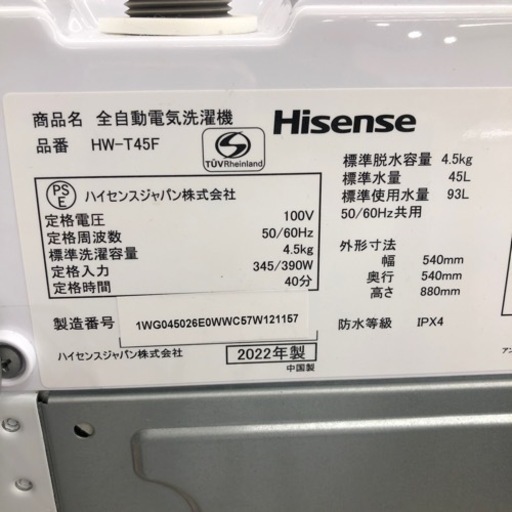 商品名 全自動電気洗濯機
品番 HW-T45F
S
TÜVRheinland
Hisense
PS
E
ハイセンスジャパン株式会社
定格電圧 100V
定格周波数 50/60Hz
標準洗濯容量 4.5kg
定格入力 345/390W
定格時間 40分
標準脱水容量 4.5kg
標準水量 45L
標準使用水量 93L
50/60Hz共用
外形寸法
幅 540mm
奥行 540mm
高さ 880mm
製造番号 1WG045026E0WWC57W121157
防水等級 IPX4
ハイセンスジャパン株式会社
2022年製
中国製
アン